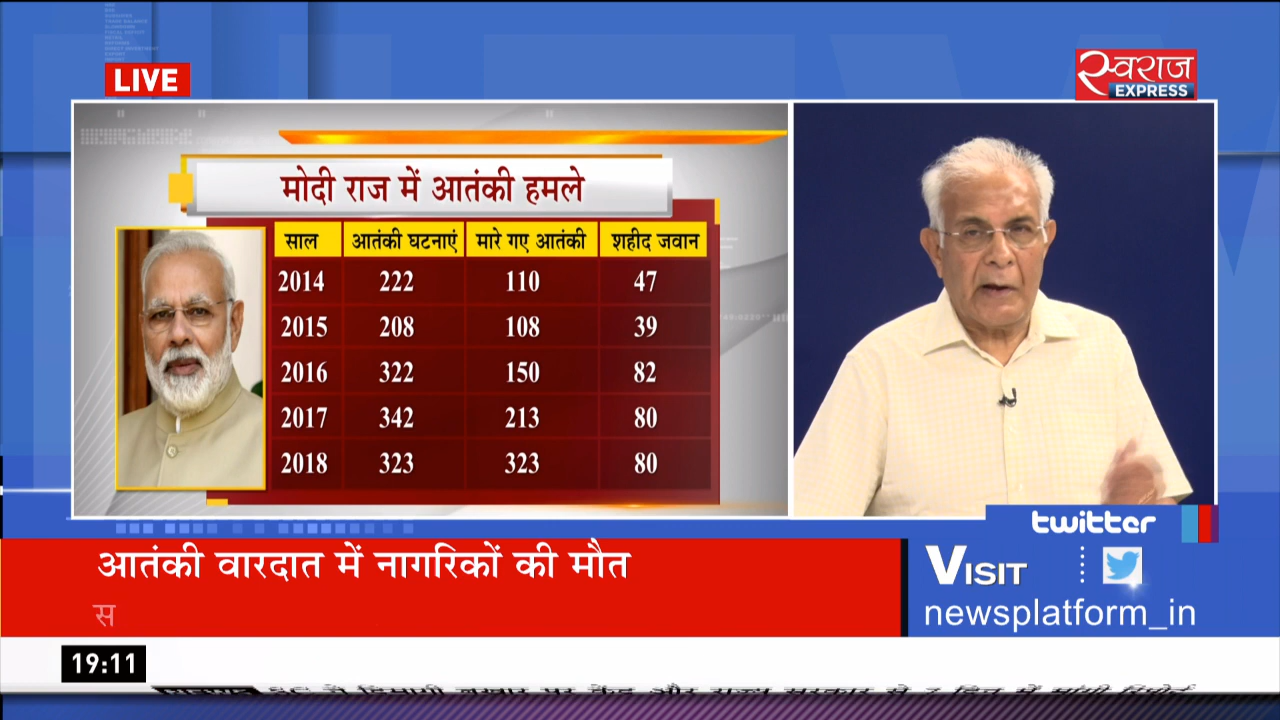 LIVE
स्वराज
EXPRESS
मोदी राज में आतंकी हमले
साल आतंकी घटनाएं मारे गए आतंकी शहीद जवान
2014 222 110 47
2015 208 108 39
2016 322 150 82
2017 342 213 80
2018 323 323 80
twitter
आतंकी वारदात में नागरिकों की मौत
स
VISIT
newsplatform_in
19:11